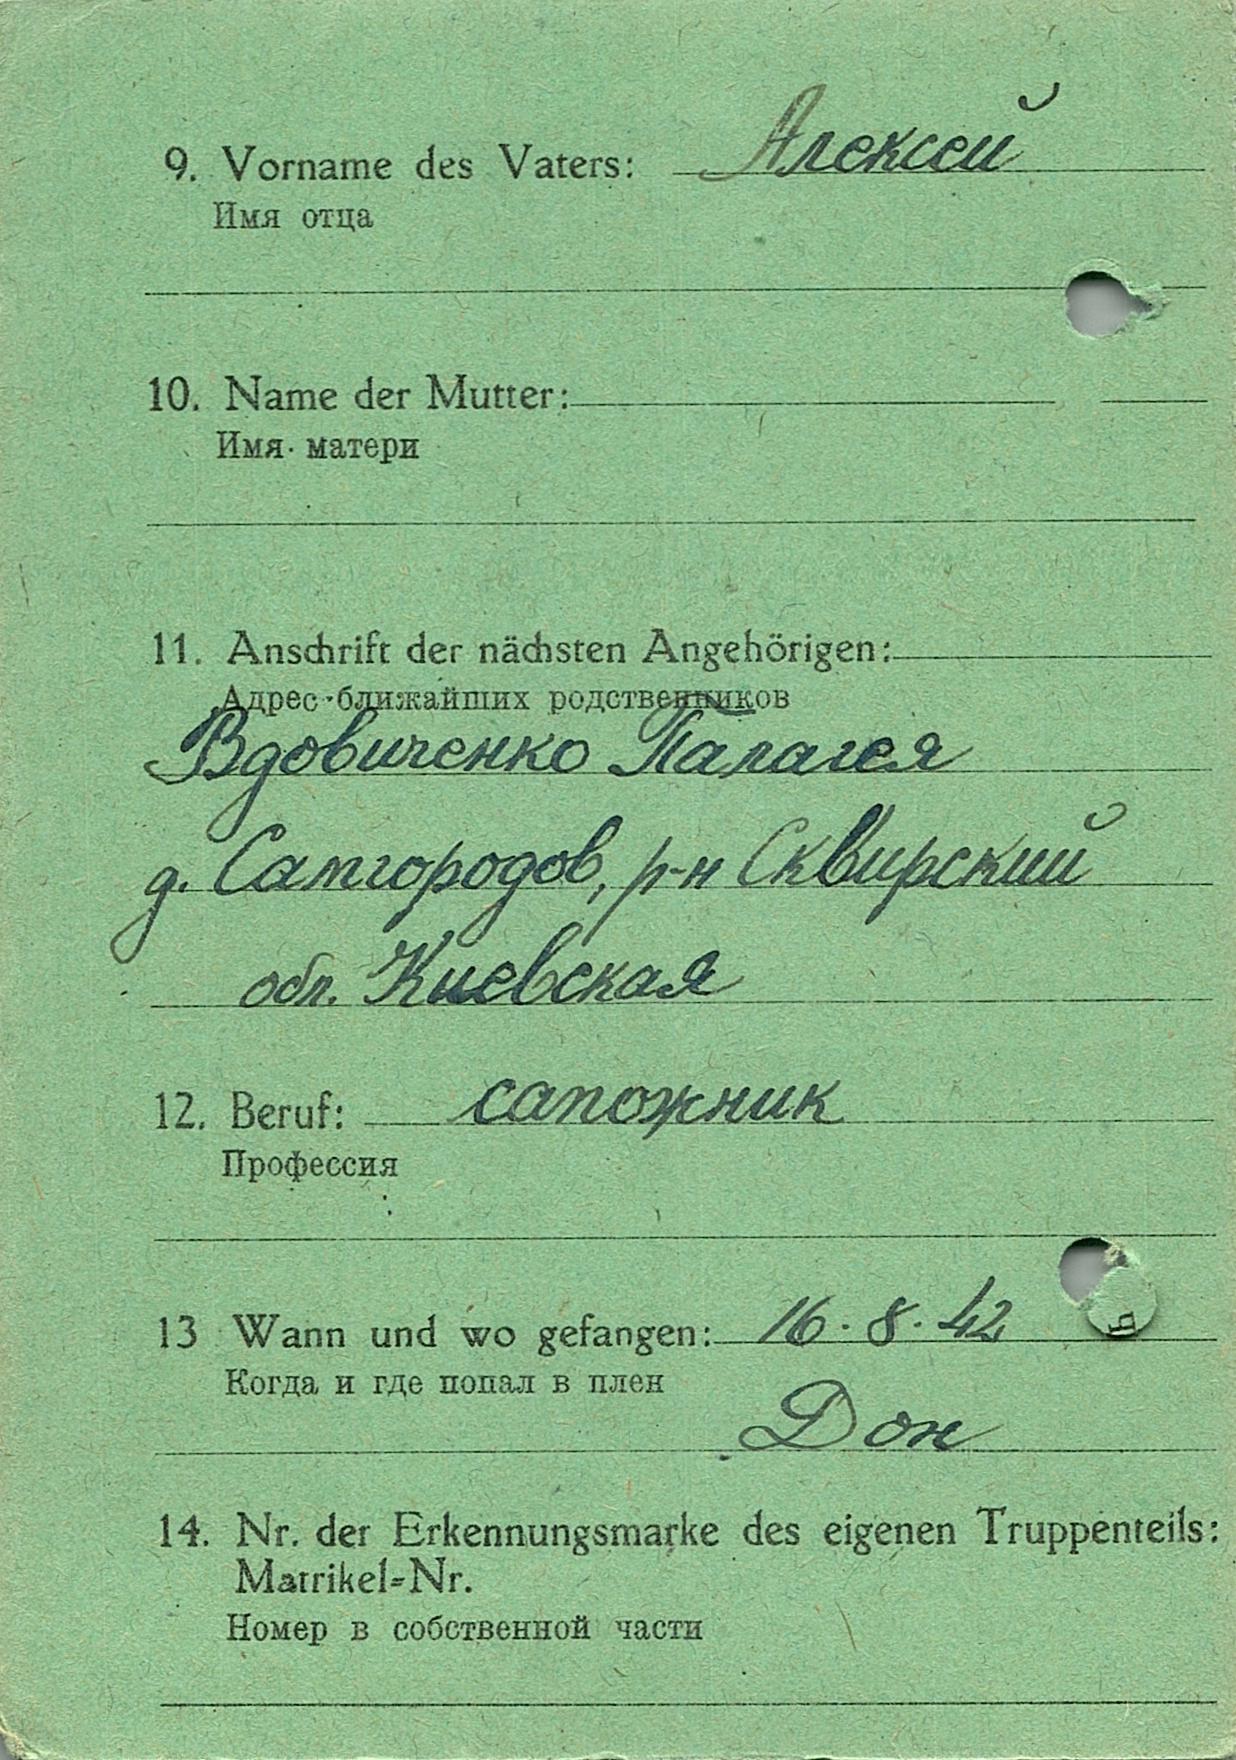 9. Vorname des Vaters: Алексей
Имя отца
10. Name der Mutter:
Имя матери
11. Anschrift der nächsten Angehörigen:
Адрес ближайших родственников
Вдовиченко Палагея
д. Самгородов, р-н Сквирский
обл. Киевская
12. Beruf: сапожник
Профессия
13 Wann und wo gefangen: 16.8.42
Когда и где попал в плен
Дон
14. Nr. der Erkennungsmarke des eigenen Truppenteils:
Matrikel-Nr.
Номер в собственной части